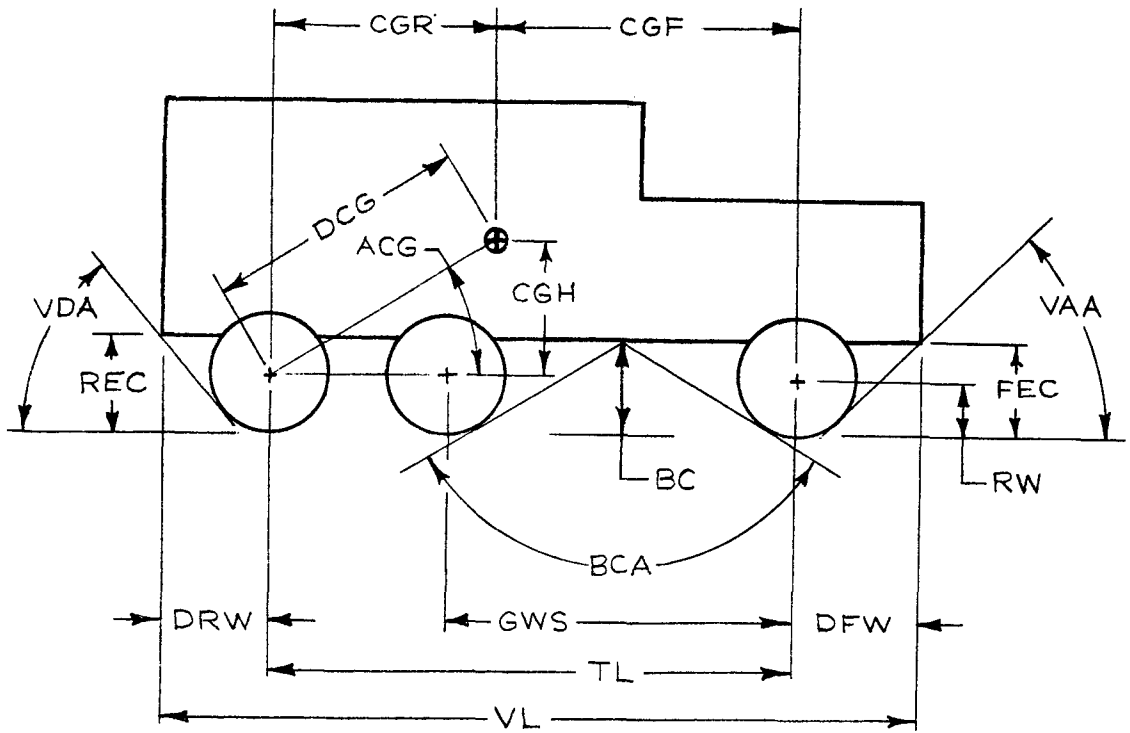 CGR
CGF
DCG
ACG
CGH
VDA
VAA
REC
FEC
BC
RW
BCA
DRW
GWS
DFW
TL
VL